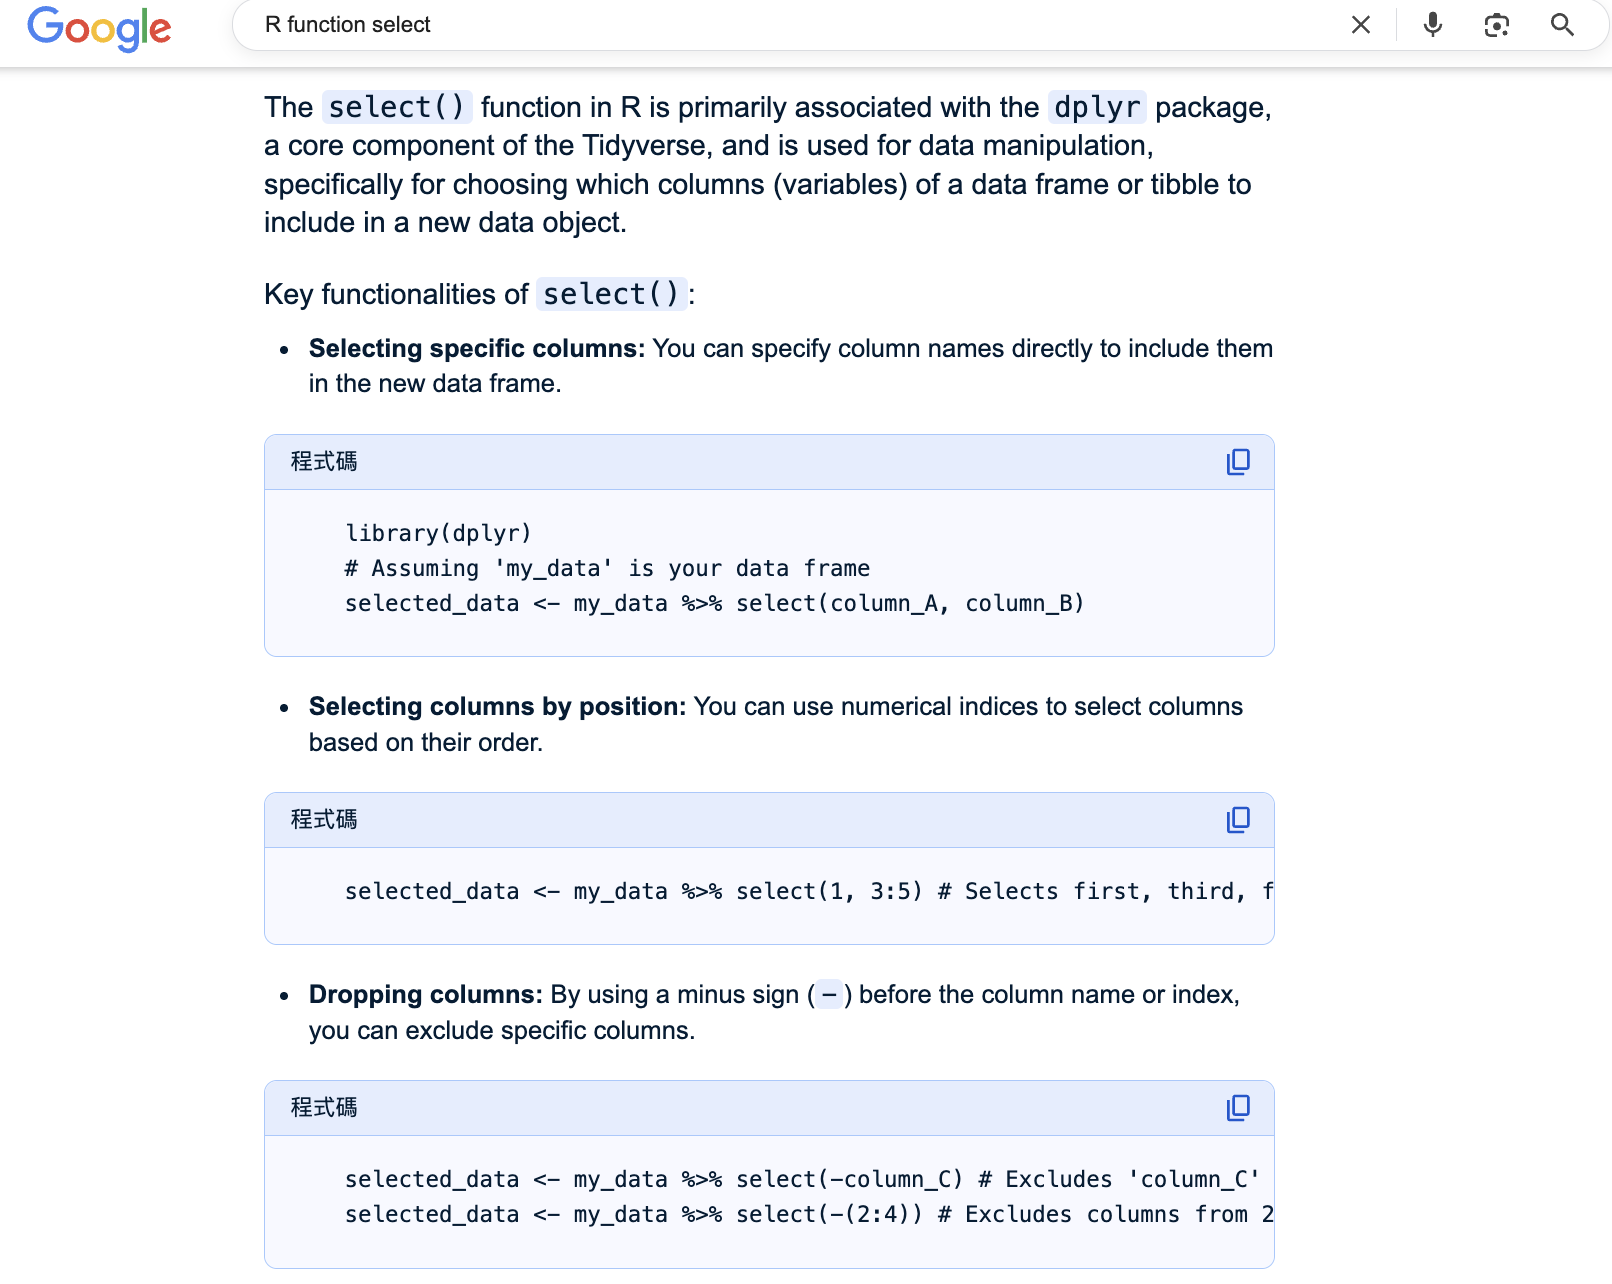 Google
R function select
The select() function in R is primarily associated with the dplyr package,
a core component of the Tidyverse, and is used for data manipulation,
specifically for choosing which columns (variables) of a data frame or tibble to
include in a new data object.
Key functionalities of select():
• Selecting specific columns: You can specify column names directly to include them
in the new data frame.
程式碼
library(dplyr)
# Assuming 'my_data' is your data frame
selected_data <- my_data %>% select(column_A, column_B)
• Selecting columns by position: You can use numerical indices to select columns
based on their order.
程式碼
selected_data <- my_data %>% select(1, 3:5) # Selects first, third, f
• Dropping columns: By using a minus sign (-) before the column name or index,
you can exclude specific columns.
程式碼
selected_data <- my_data %>% select(-column_C) # Excludes 'column_C'
selected_data <- my_data %>% select(-(2:4)) # Excludes columns from 2